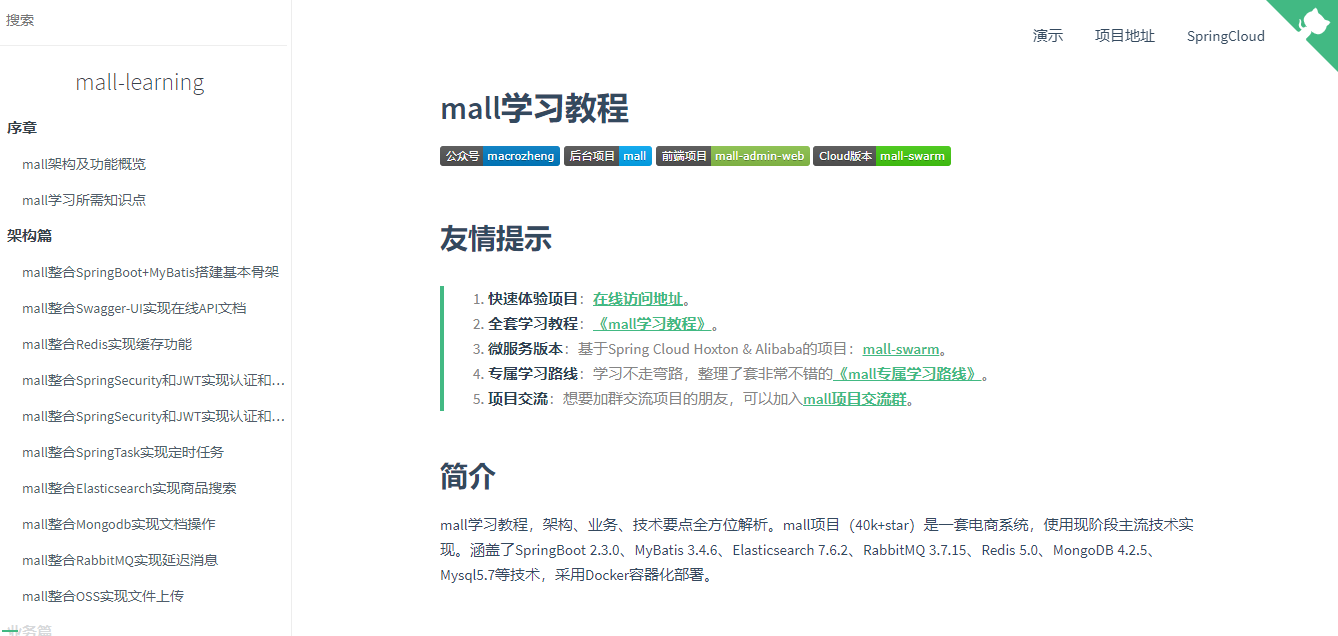 搜索
mall-learning
序章
mall架构及功能概览
mall学习所需知识点
架构篇
mall整合SpringBoot+MyBatis搭建基本骨架
mall整合Swagger-UI实现在线API文档
mall整合Redis实现缓存功能
mall整合SpringSecurity和JWT实现认证和...
mall整合SpringSecurity和JWT实现认证和...
mall整合SpringTask实现定时任务
mall整合Elasticsearch实现商品搜索
mall整合Mongodb实现文档操作
mall整合RabbitMQ实现延迟消息
mall整合OSS实现文件上传
业务篇
演示 项目地址 SpringCloud
mall学习教程
公众号 macrozheng 后台项目 mall 前端项目 mall-admin-web Cloud版本 mall-swarm
友情提示
1. 快速体验项目：在线访问地址。
2. 全套学习教程：《mall学习教程》。
3. 微服务版本：基于Spring Cloud Hoxton & Alibaba的项目：mall-swarm。
4. 专属学习路线：学习不走弯路，整理了套非常不错的《mall专属学习路线》。
5. 项目交流：想要加群交流项目的朋友，可以加入mall项目交流群。
简介
mall学习教程，架构、业务、技术要点全方位解析。mall项目（40k+star）是一套电商系统，使用现阶段主流技术实
现。涵盖了SpringBoot 2.3.0、MyBatis 3.4.6、Elasticsearch 7.6.2、RabbitMQ 3.7.15、Redis 5.0、MongoDB 4.2.5、
Mysql5.7等技术，采用Docker容器化部署。